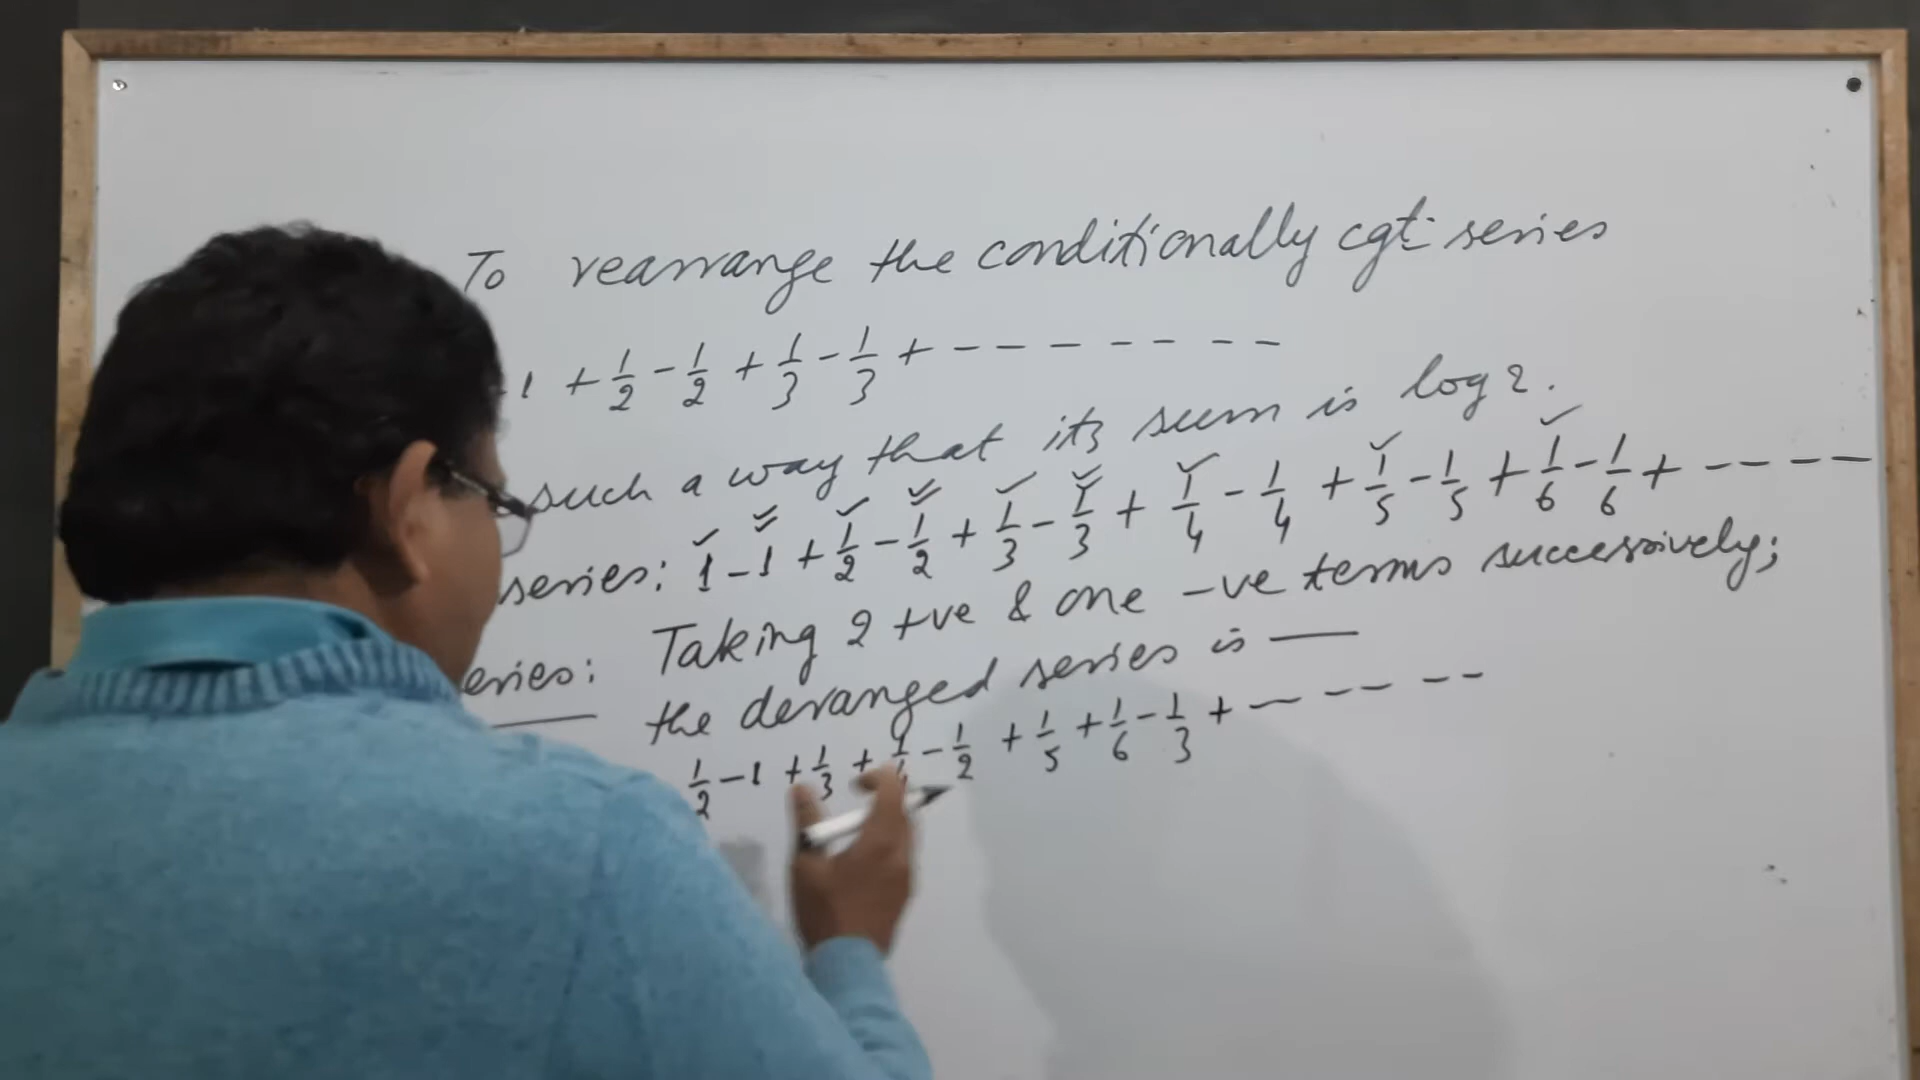 To rearrange the conditionally cgt. series
1 + 1/2 - 1/2 + 1/3 - 1/3 + - - - - - - - -
such a way that its sum is log 2.
series: 1 - 1 + 1/2 - 1/2 + 1/3 - 1/3 + 1/4 - 1/4 + 1/5 - 1/5 + 1/6 - 1/6 + - - - -
eries: Taking 2 +ve & one -ve terms successively;
the deranged series is —
1/2 - 1 + 1/3 + 1/4 - 1/2 + 1/5 + 1/6 - 1/3 + - - - - -